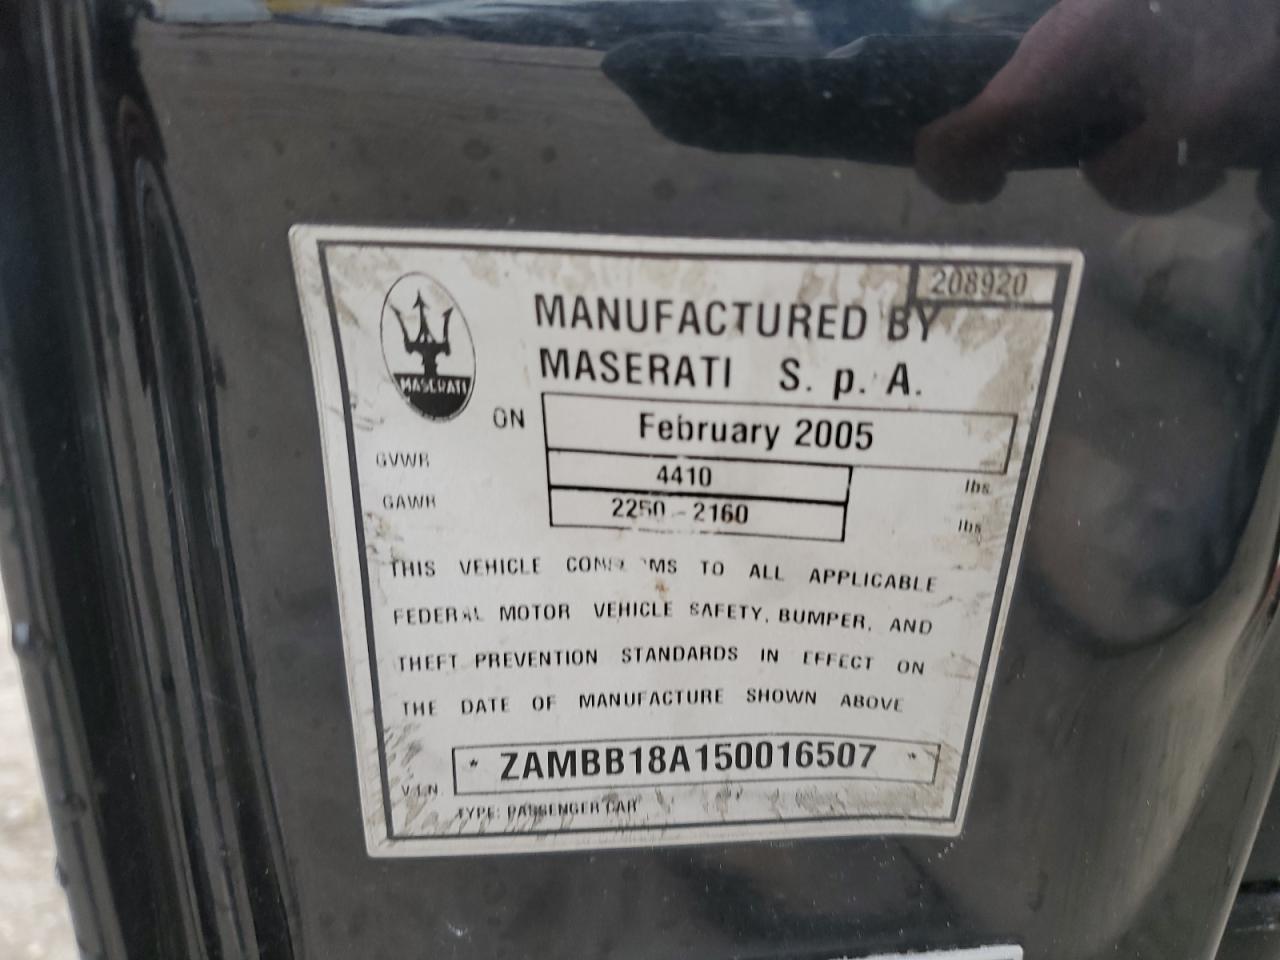 208920
MANUFACTURED BY
MASERATI S. p. A.
MASERATI
ON February 2005
GVWR 4410 lbs
GAWR 2250 - 2160 lbs
THIS VEHICLE CONFORMS TO ALL APPLICABLE
FEDERAL MOTOR VEHICLE SAFETY, BUMPER, AND
THEFT PREVENTION STANDARDS IN EFFECT ON
THE DATE OF MANUFACTURE SHOWN ABOVE
V.I.N. * ZAMBB18A150016507 *
TYPE: PASSENGER CAR